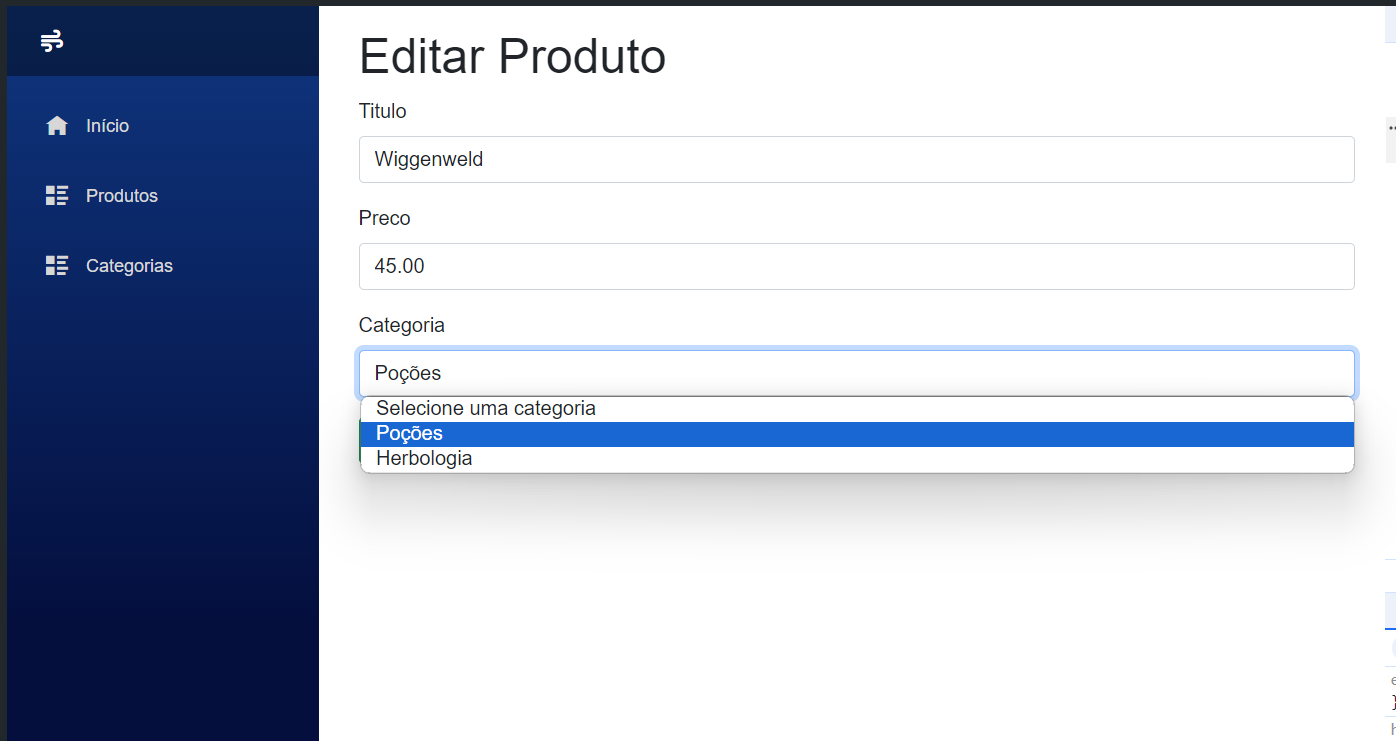 Editar Produto
Início
Produtos
Categorias
Titulo
Wiggenweld
Preco
45.00
Categoria
Poções
Selecione uma categoria
Poções
Herbologia